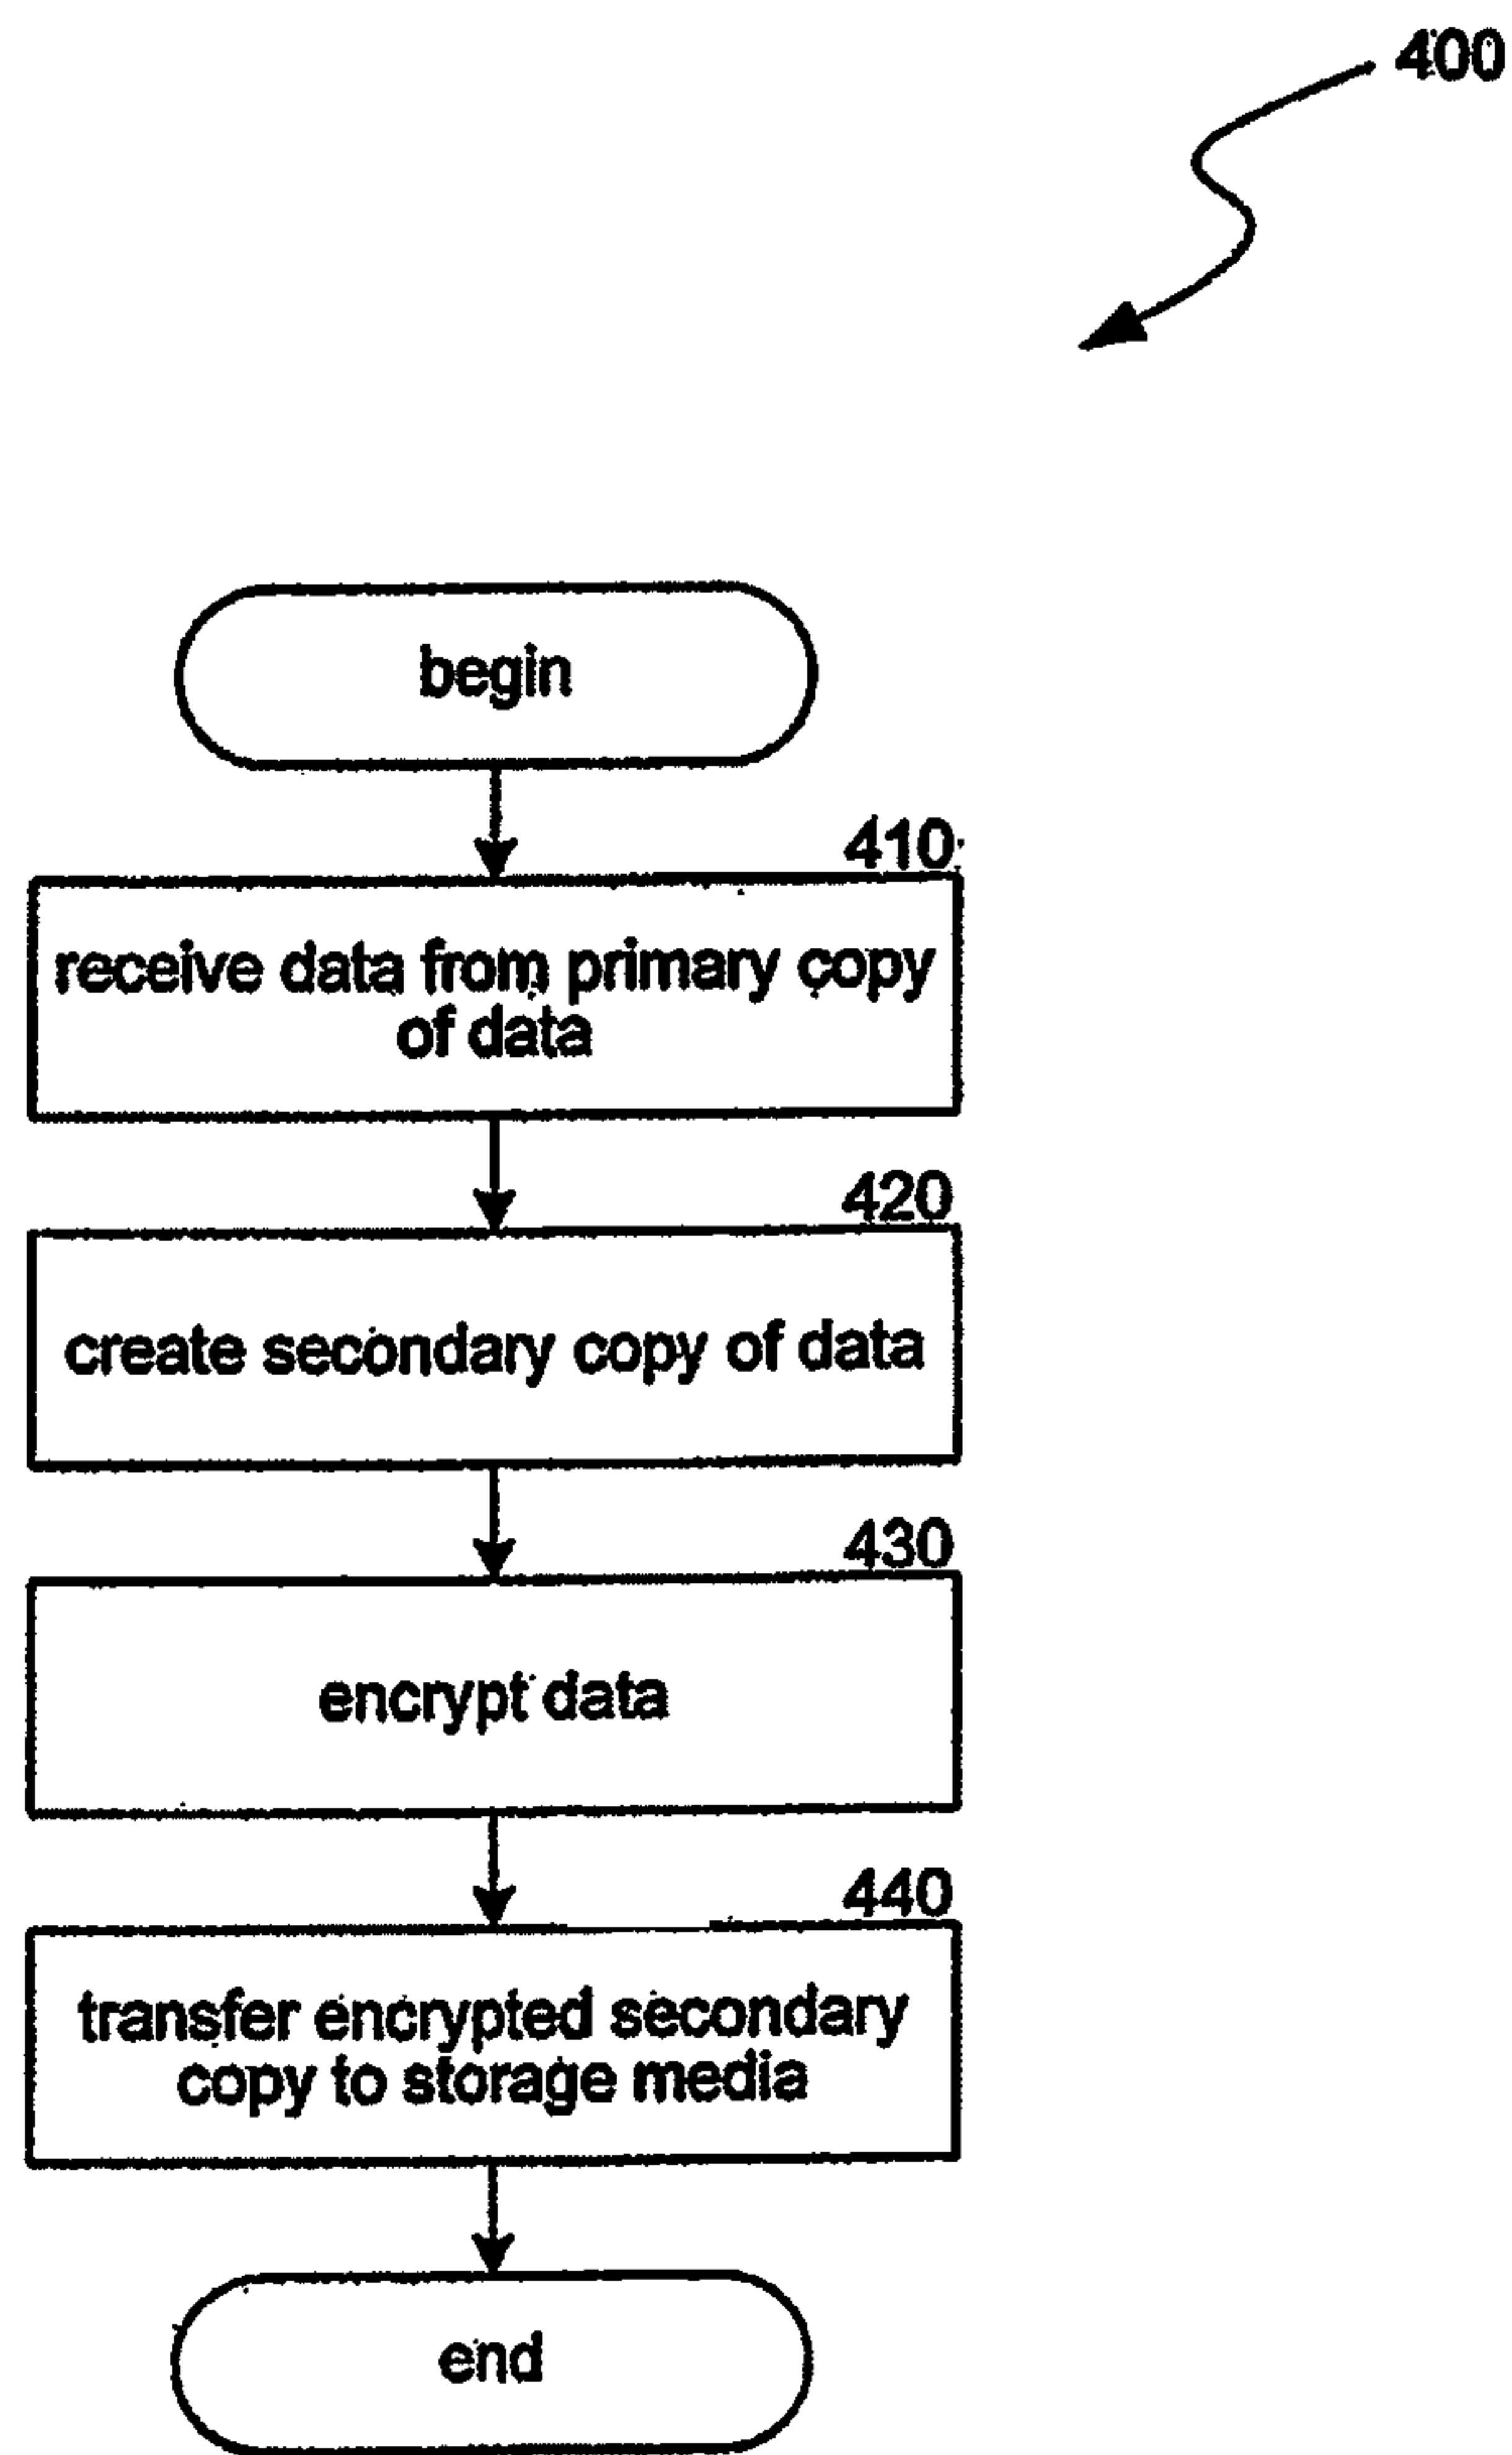 400
begin
410
receive data from primary copy
of data
420
create secondary copy of data
430
encrypt data
440
transfer encrypted secondary
copy to storage media
end